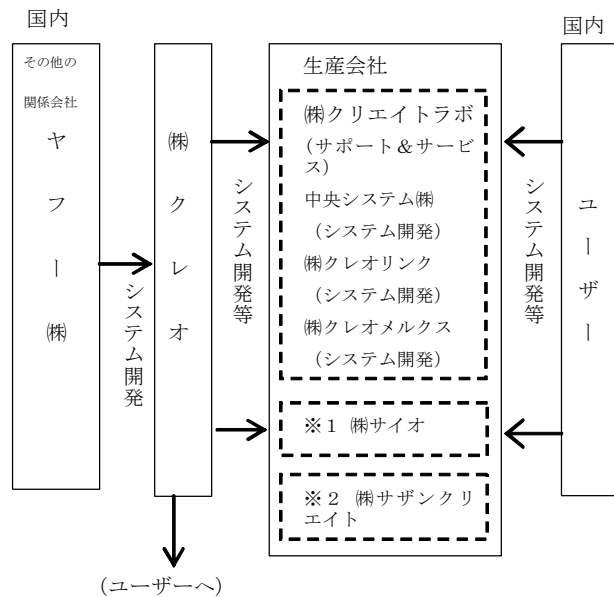 国内
その他の
関係会社
ヤフー㈱
システム開発
㈱クレオ
システム開発等
生産会社
㈱クリエイトラボ
(サポート＆サービ
ス)
中央システム㈱
(システム開発)
㈱クレオリンク
(システム開発)
㈱クレオメルクス
(システム開発)
※１ ㈱サイオ
※２ ㈱サザンクリ
エイト
システム開発等
国内
ユーザー
(ユーザーへ)